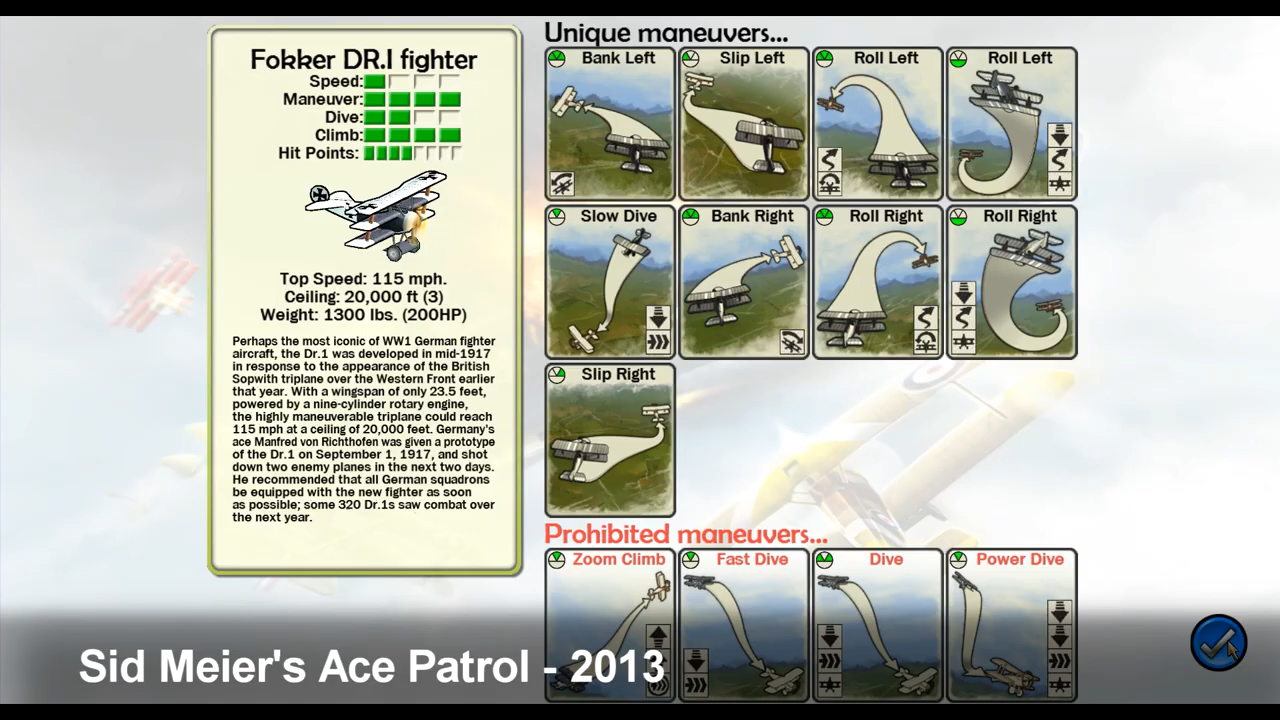 Fokker DR.I fighter
Speed:
Maneuver:
Dive:
Climb:
Hit Points:
Top Speed: 115 mph.
Ceiling: 20,000 ft (3)
Weight: 1300 lbs. (200HP)
Perhaps the most iconic of WW1 German fighter
aircraft, the Dr.1 was developed in mid-1917
in response to the appearance of the British
Sopwith triplane over the Western Front earlier
that year. With a wingspan of only 23.5 feet,
powered by a nine-cylinder rotary engine,
the highly maneuverable triplane could reach
115 mph at a ceiling of 20,000 feet. Germany's
ace Manfred von Richthofen was given a prototype
of the Dr.1 on September 1, 1917, and shot
down two enemy planes in the next two days.
He recommended that all German squadrons
be equipped with the new fighter as soon
as possible; some 320 Dr.1s saw combat over
the next year.
Unique maneuvers...
Bank Left
Slip Left
Roll Left
Roll Left
Slow Dive
Bank Right
Roll Right
Roll Right
Slip Right
Prohibited maneuvers...
Zoom Climb
Fast Dive
Dive
Power Dive
Sid Meier's Ace Patrol - 2013